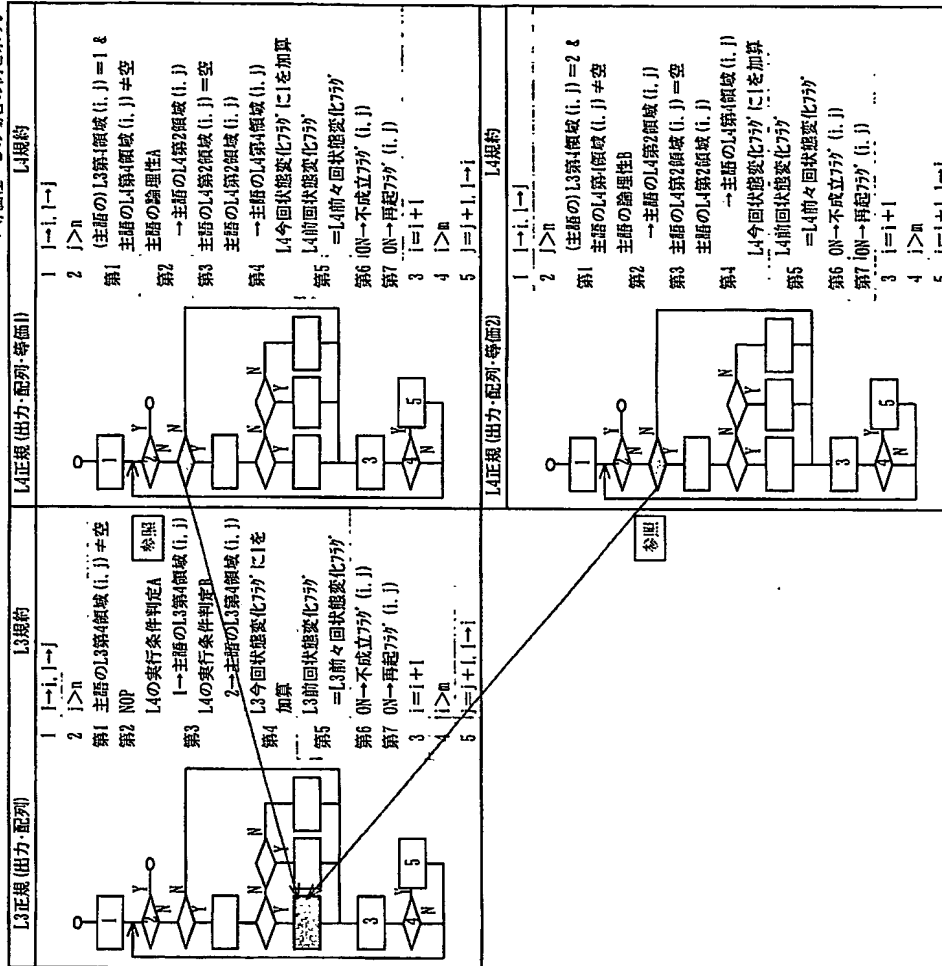 L3正規(出力・配列)
L3規約
1
2
Y
N
N
Y
N
N
Y
Y
3
4
Y
N
5
1 1→i,1→j
2 j>n
第1 主語のL3第4領域(i,j)≠空
第2 NOP
L4の実行条件判定A
第3 1→主語のL3第4領域(i,j)
L4の実行条件判定B
2→主語のL3第4領域(i,j)
第4 L3今回状態変化フラグに1を
加算
第5 L3前回状態変化フラグ
=L3前々回状態変化フラグ
第6 ON→不成立フラグ(i,j)
第7 ON→再起フラグ(i,j)
3 i=i+1
4 i>m
5 j=j+1,1→i
参照
参照
L4正規(出力・配列・等価1)
L4規約
1
2
Y
N
N
Y
N
N
Y
Y
3
4
Y
N
5
1 1→i,1→j
2 j>n
(主語のL3第4領域(i,j)=1 &
第1 主語のL4第4領域(i,j)≠空
主語の論理性A
第2 →主語のL4第2領域(i,j)
第3 主語のL4第2領域(i,j)=空
主語のL4第2領域(i,j)
第4 →主語のL4第4領域(i,j)
L4今回状態変化フラグに1を加算
L4前回状態変化フラグ
第5 =L4前々回状態変化フラグ
第6 ON→不成立フラグ(i,j)
第7 ON→再起フラグ(i,j)
3 i=i+1
4 i>m
5 j=j+1,1→i
L4正規(出力・配列・等価2)
L4規約
1
2
Y
N
N
Y
N
N
Y
Y
3
4
Y
N
5
1 1→i,1→j
2 j>n
(主語のL3第4領域(i,j)=2 &
第1 主語のL4第4領域(i,j)≠空
主語の論理性B
第2 →主語のL4第2領域(i,j)
第3 主語のL4第2領域(i,j)=空
主語のL4第2領域(i,j)
第4 →主語のL4第4領域(i,j)
L4今回状態変化フラグに1を加算
L4前回状態変化フラグ
第5 =L4前々回状態変化フラグ
第6 ON→不成立フラグ(i,j)
第7 ON→再起フラグ(i,j)
3 i=i+1
4 i>m
5 j=j+1,1→i